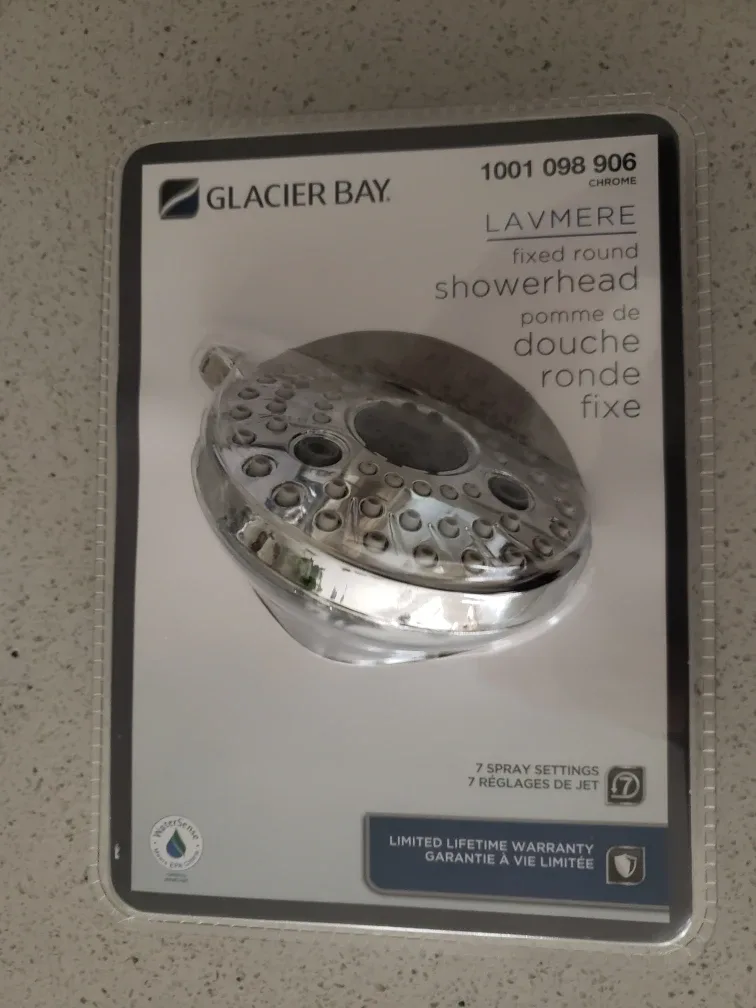 GLACIER BAY.
1001 098 906
CHROME
LAVMERE
fixed round
showerhead
pomme de
douche
ronde
fixe
7 SPRAY SETTINGS
7 RÉGLAGES DE JET
7
WaterSense
LIMITED LIFETIME WARRANTY
GARANTIE À VIE LIMITÉE